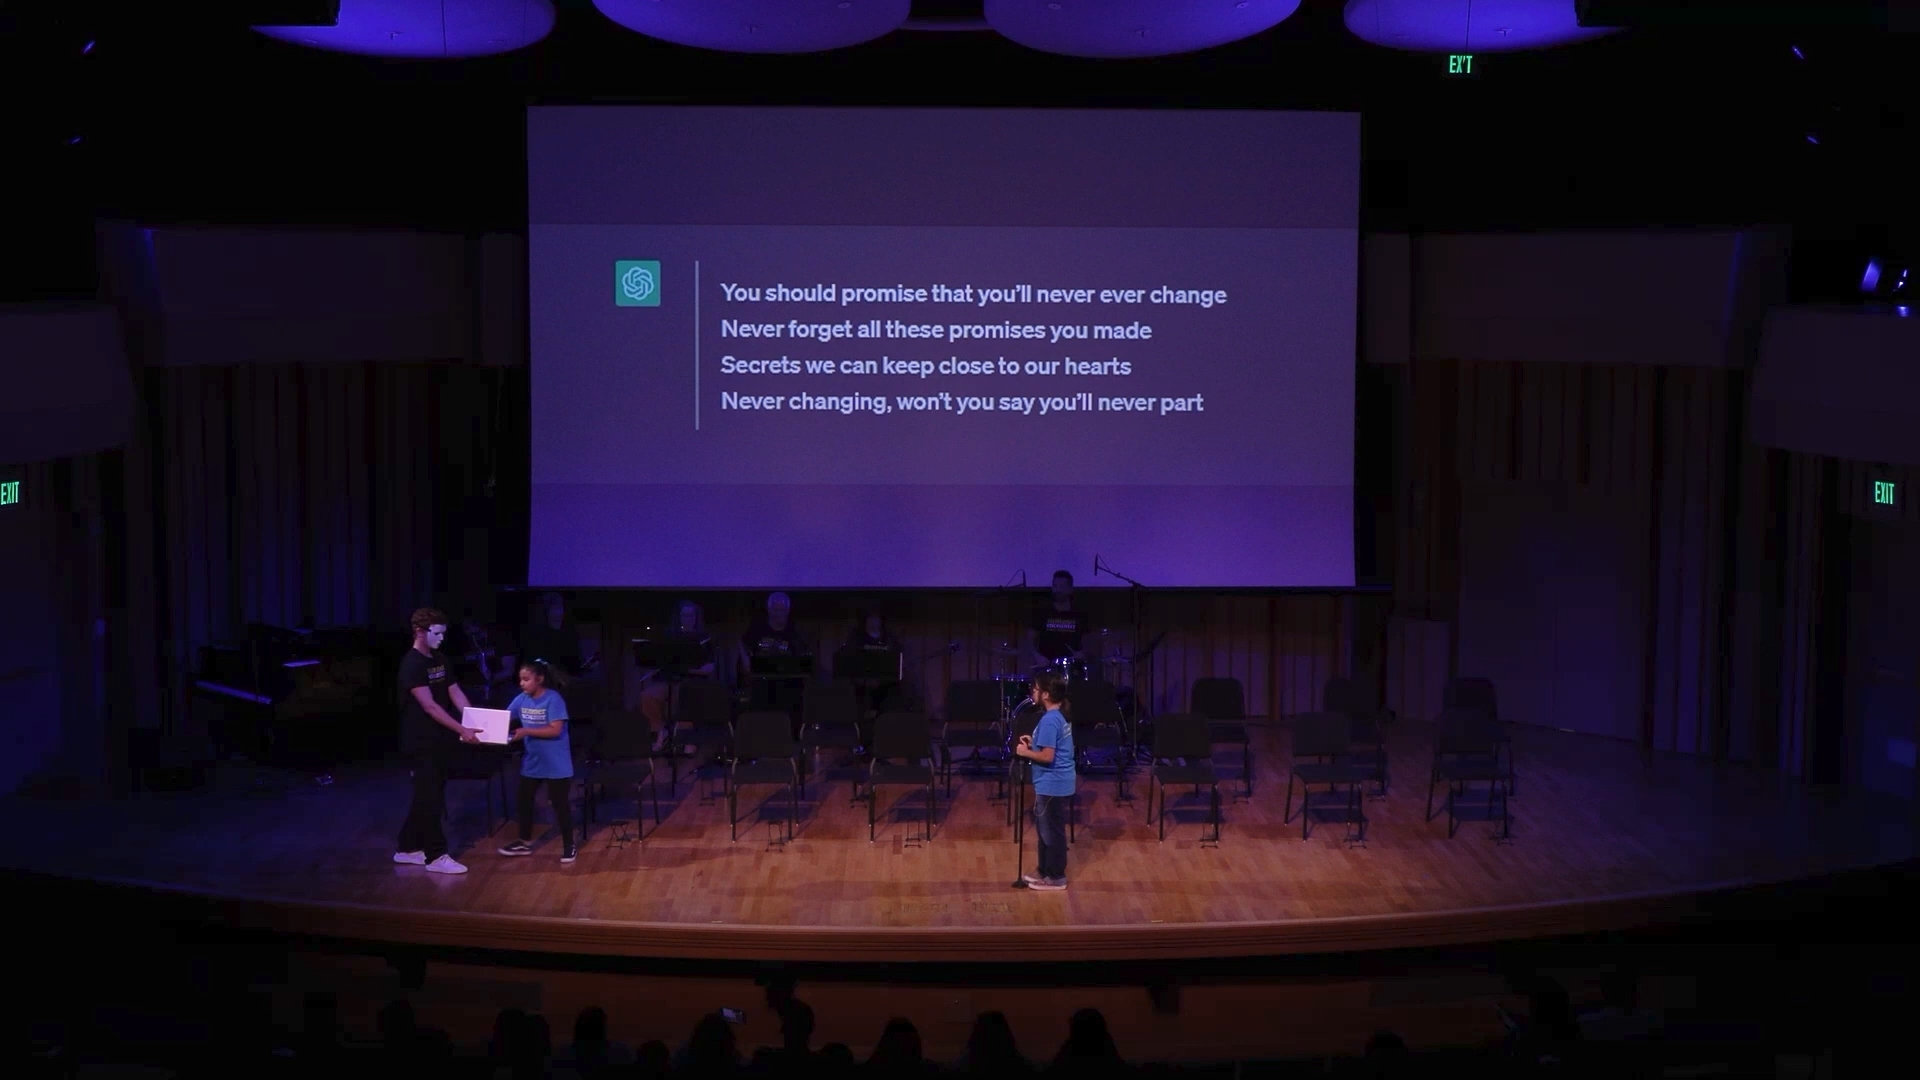 EXIT
You should promise that you'll never ever change
Never forget all these promises you made
Secrets we can keep close to our hearts
Never changing, won't you say you'll never part
EXIT
EXIT